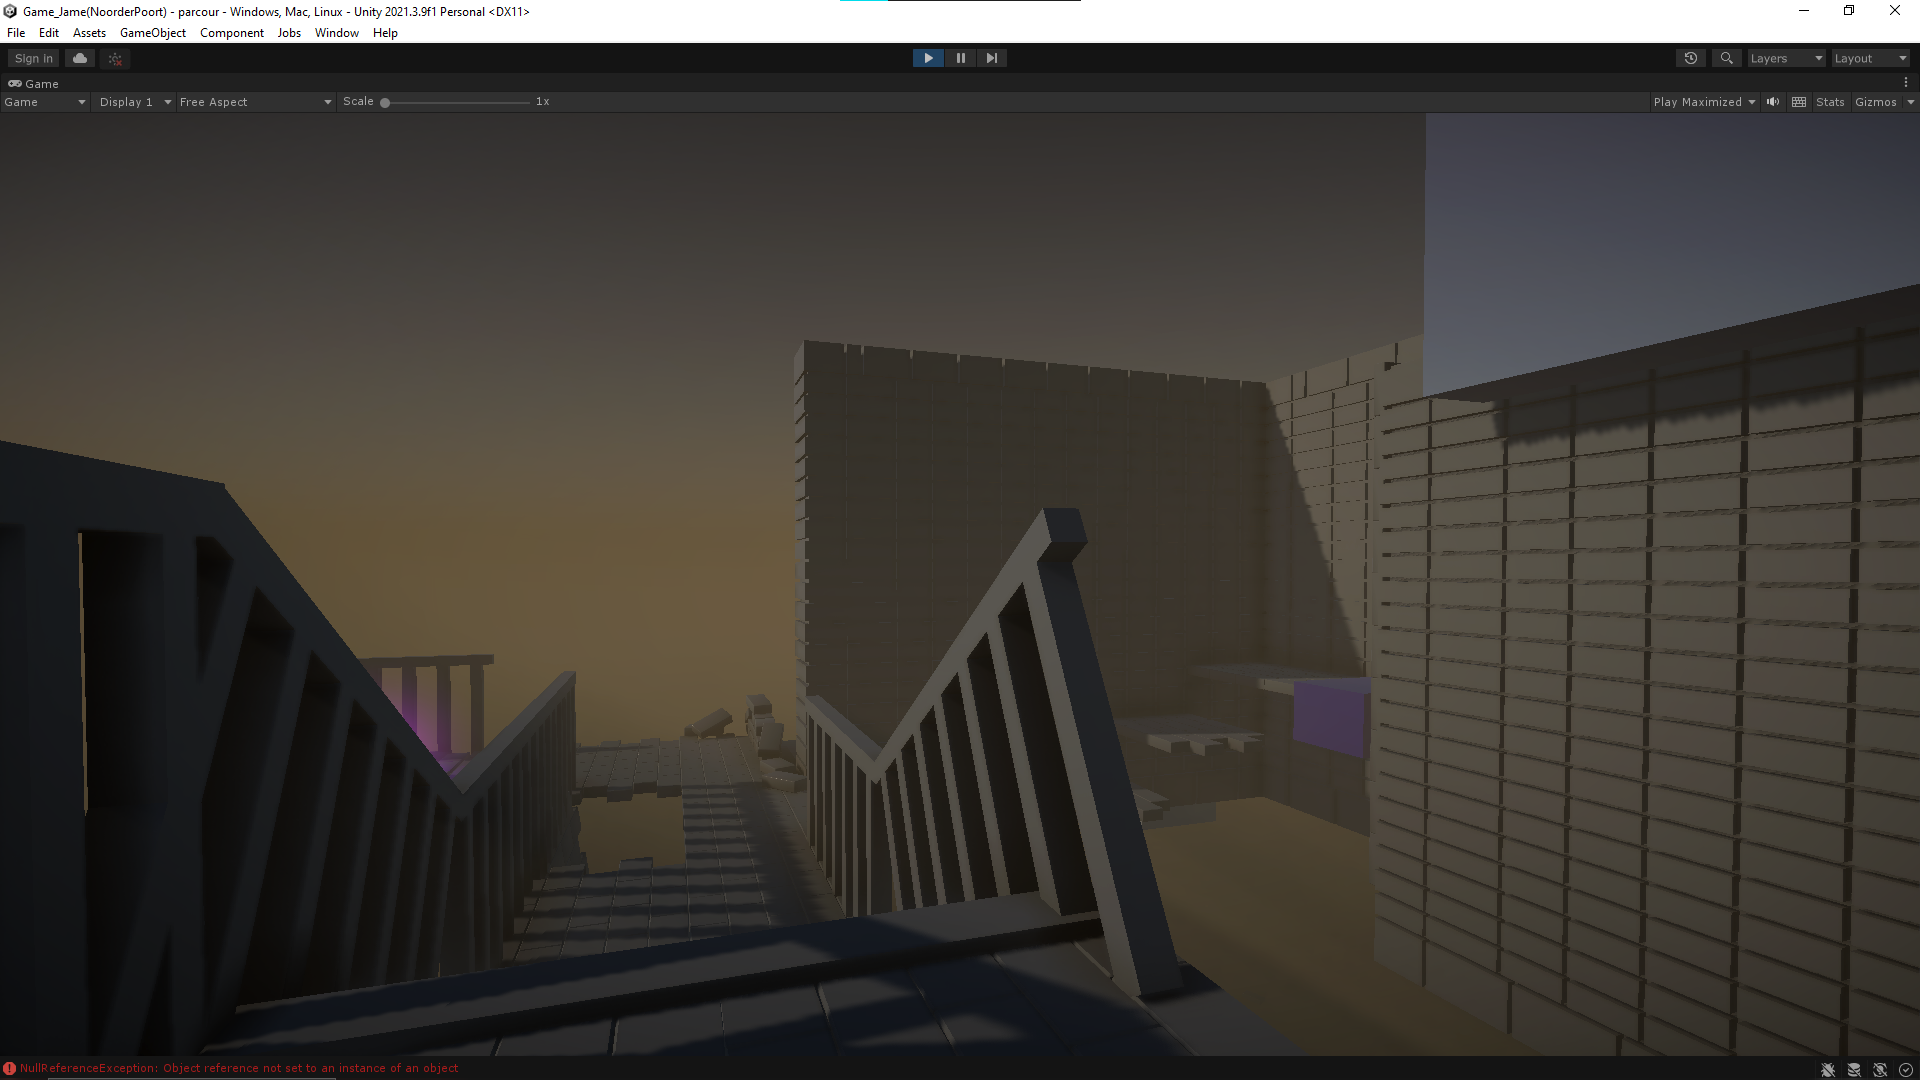 Game_Jame(NoorderPoort) - parcour - Windows, Mac, Linux - Unity 2021.3.9f1 Personal <DX11>
File Edit Assets GameObject Component Jobs Window Help
Sign in Layers Layout
Game
Game Display 1 Free Aspect Scale 1x Play Maximized Stats Gizmos
NullReferenceException: Object reference not set to an instance of an object